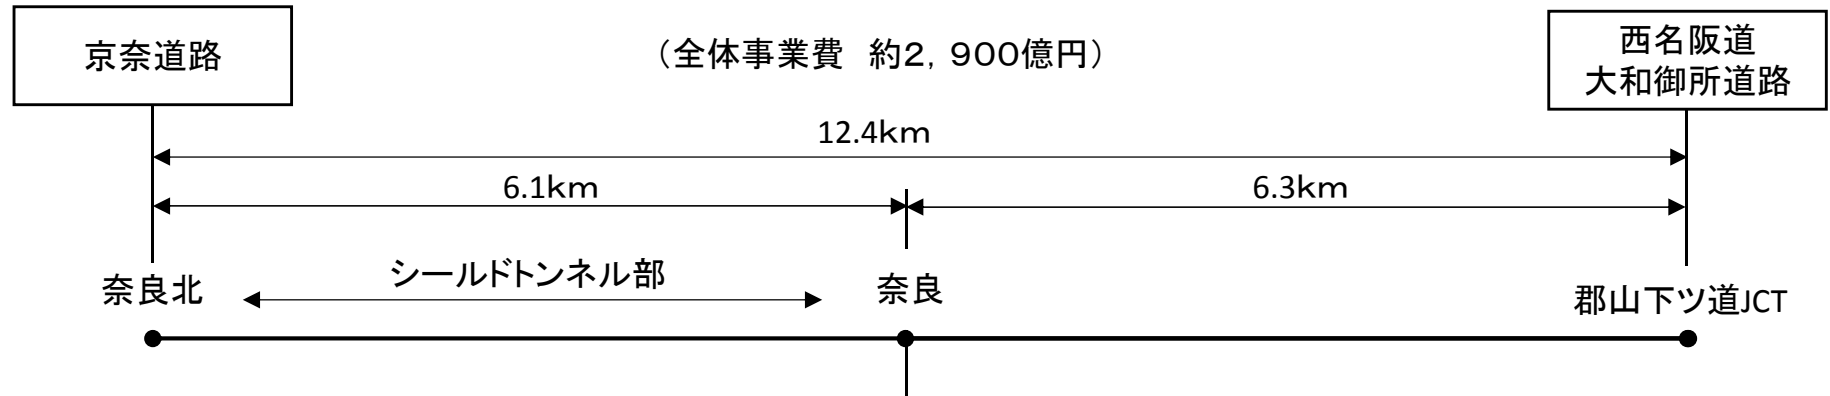 京奈道路
(全体事業費　約2，900億円)
西名阪道
大和御所道路
12.4km
6.1km
6.3km
シールドトンネル部
奈良北
奈良
郡山下ツ道JCT